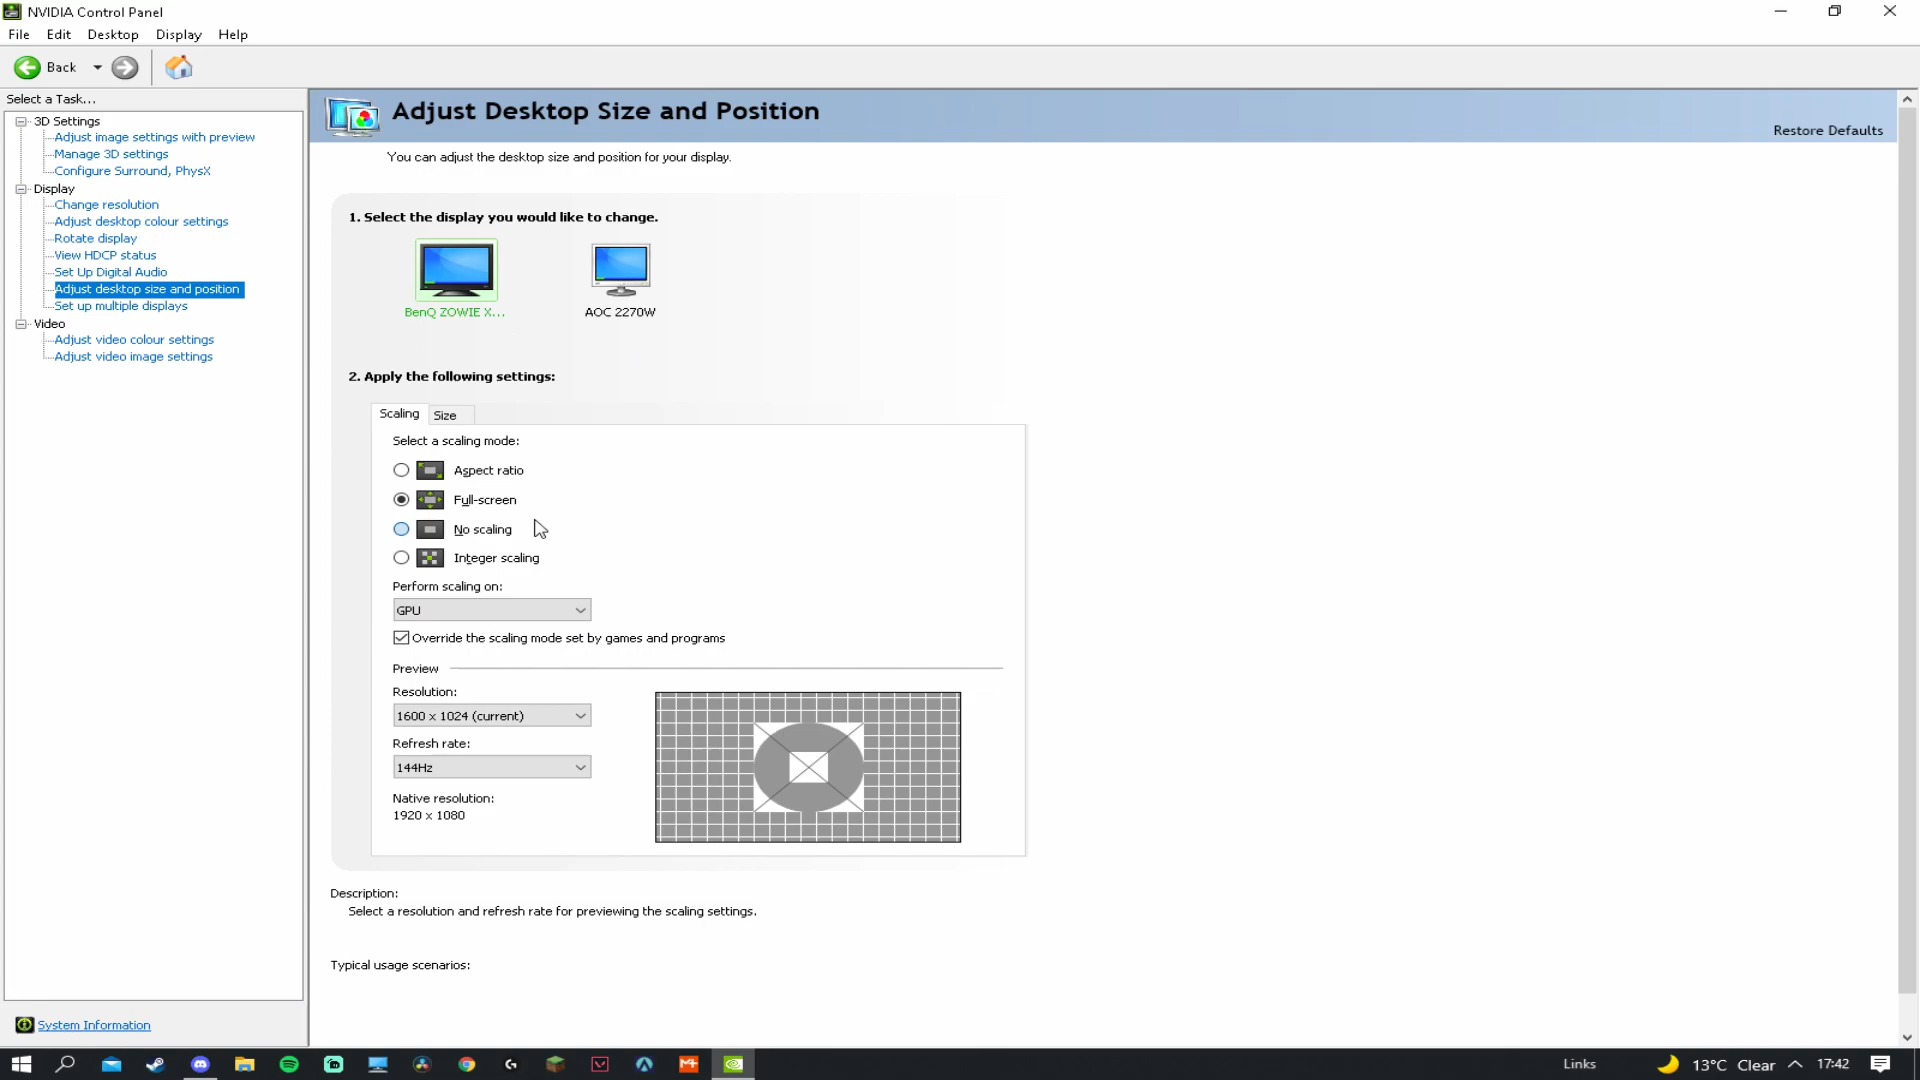 NVIDIA Control Panel
File Edit Desktop Display Help
Back
Select a Task...
3D Settings
Adjust image settings with preview
Manage 3D settings
Configure Surround, PhysX
Display
Change resolution
Adjust desktop colour settings
Rotate display
View HDCP status
Set Up Digital Audio
Adjust desktop size and position
Set up multiple displays
Video
Adjust video colour settings
Adjust video image settings
System Information
Adjust Desktop Size and Position
Restore Defaults
You can adjust the desktop size and position for your display.
1. Select the display you would like to change.
BenQ ZOWIE X... AOC 2270W
2. Apply the following settings:
Scaling Size
Select a scaling mode:
Aspect ratio
Full-screen
No scaling
Integer scaling
Perform scaling on:
GPU
Override the scaling mode set by games and programs
Preview
Resolution:
1600 x 1024 (current)
Refresh rate:
144Hz
Native resolution:
1920 x 1080
Description:
Select a resolution and refresh rate for previewing the scaling settings.
Typical usage scenarios:
Links 13°C Clear 17:42